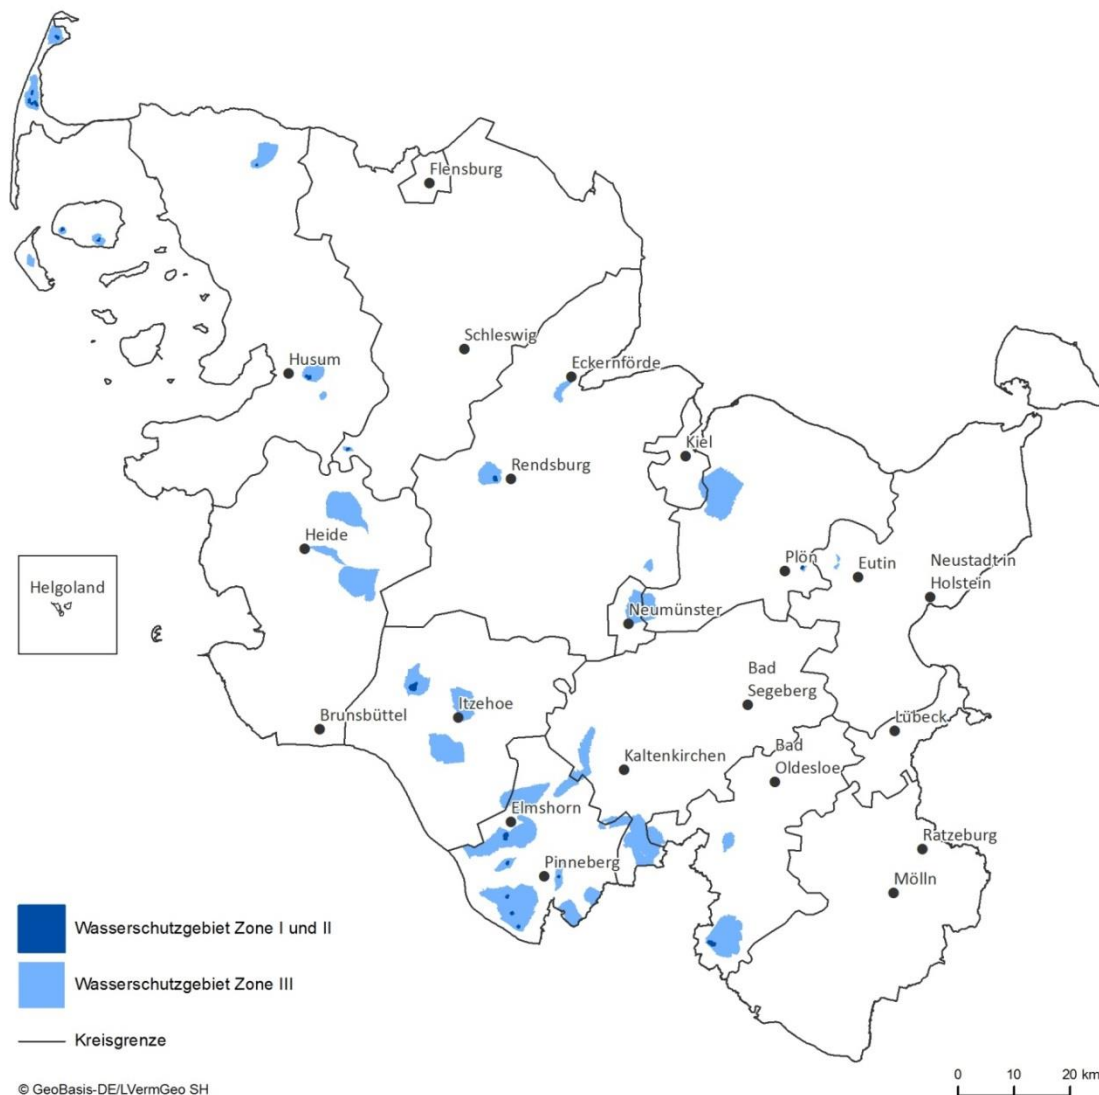 Flensburg
Schleswig
Husum
Eckernförde
Kiel
Rendsburg
Heide
Plön
Eutin
Neustadt in
Holstein
Helgoland
Neumünster
Bad
Segeberg
Itzehoe
Brunsbüttel
Lübeck
Kaltenkirchen
Bad
Oldesloe
Elmshorn
Ratzeburg
Pinneberg
Mölln
Wasserschutzgebiet Zone I und II
Wasserschutzgebiet Zone III
Kreisgrenze
© GeoBasis-DE/LVermGeo SH
0 10 20 km